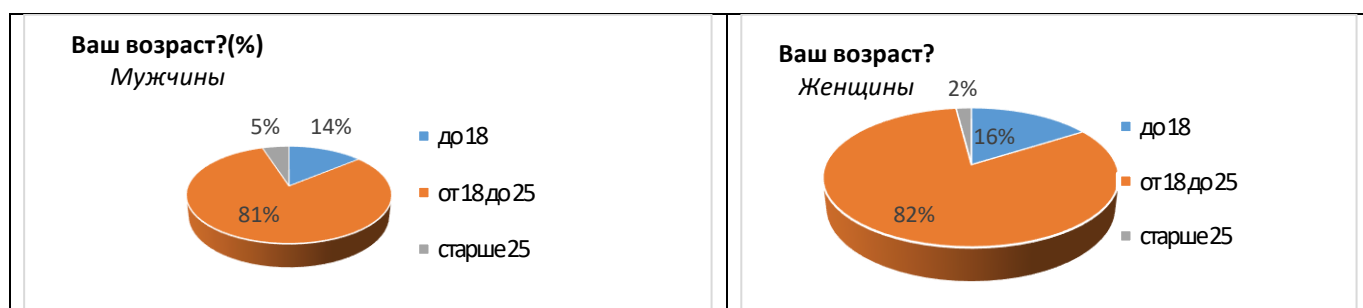 Ваш возраст?(%)
Мужчины
5%
14%
81%
до 18
от 18 до 25
старше 25
Ваш возраст?
Женщины
2%
16%
82%
до 18
от 18 до 25
старше 25